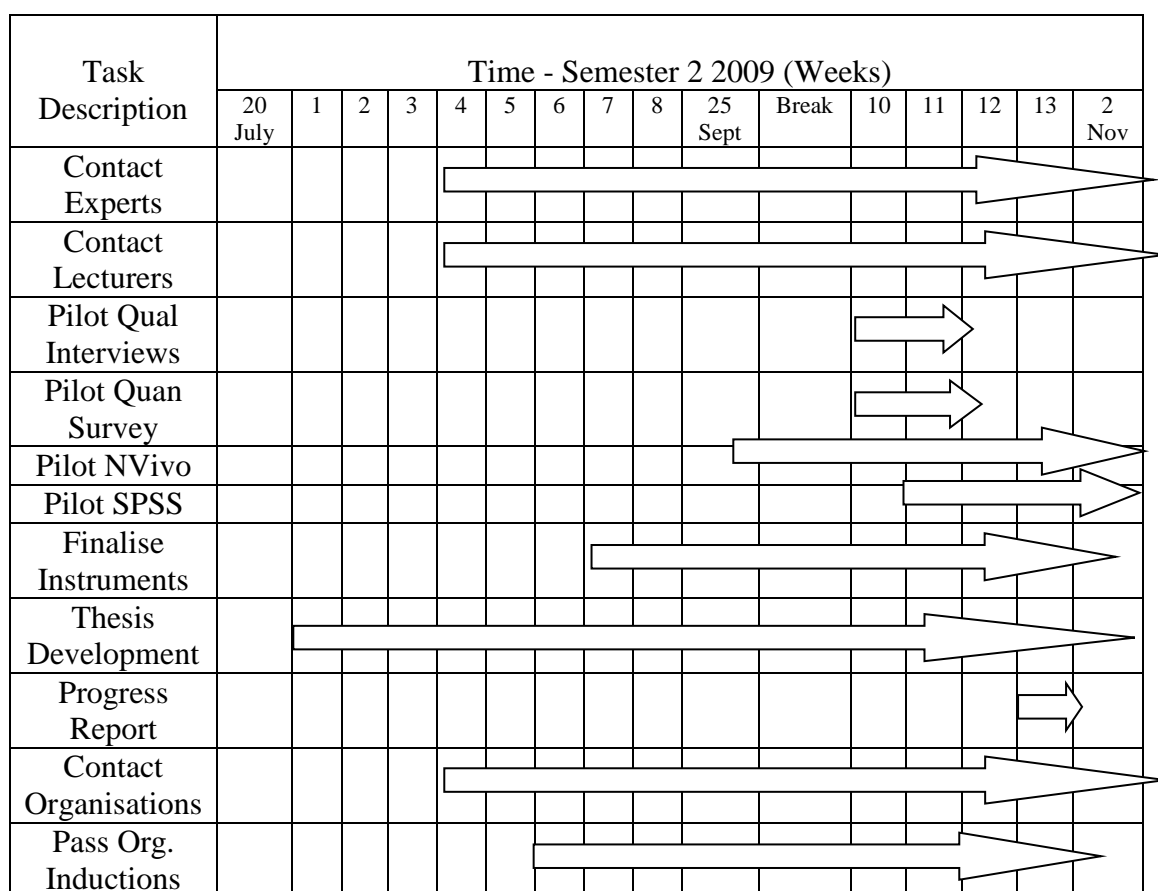 Time - Semester 2 2009 (Weeks)
Task
Description
20 1 2 3 4 5 6 7 8 25 Break 10 11 12 13 2
July Sept Nov
Contact
Experts
Contact
Lecturers
Pilot Qual
Interviews
Pilot Quan
Survey
Pilot NVivo
Pilot SPSS
Finalise
Instruments
Thesis
Development
Progress
Report
Contact
Organisations
Pass Org.
Inductions